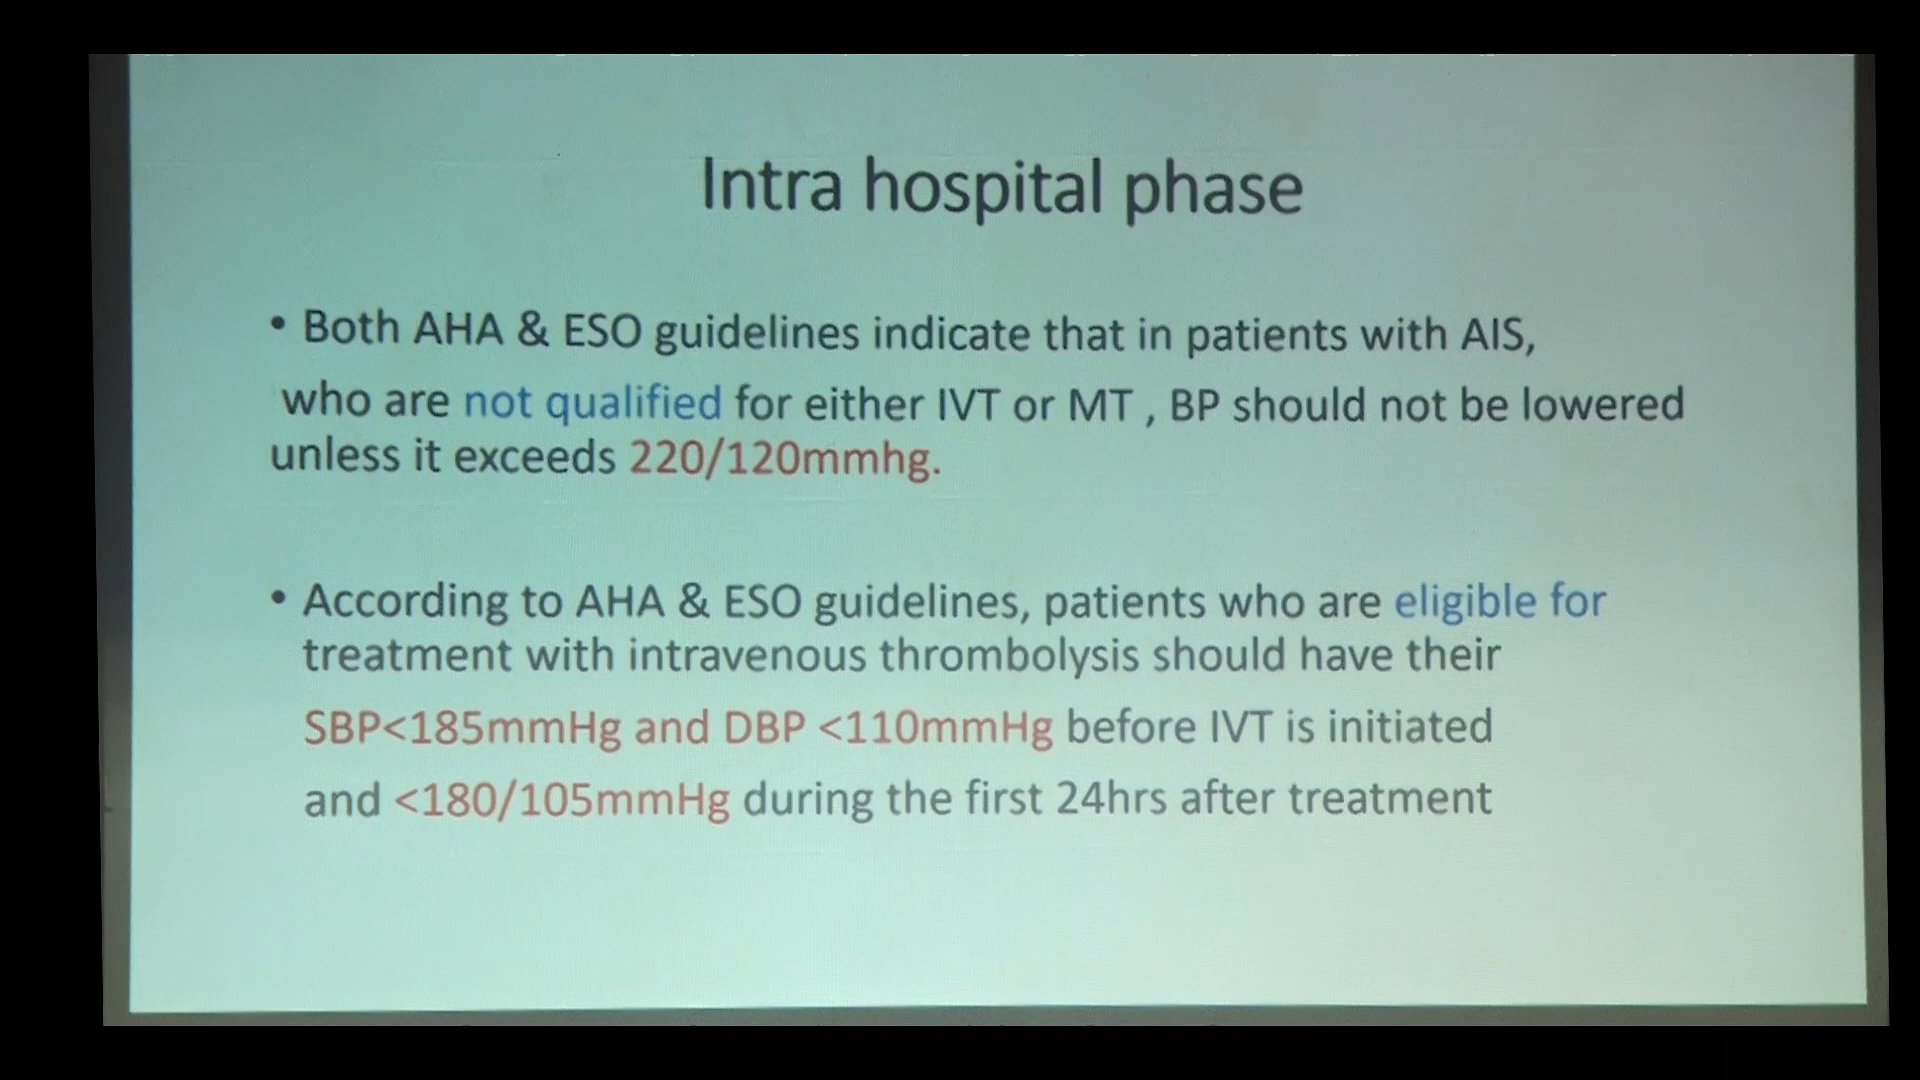 Intra hospital phase
• Both AHA & ESO guidelines indicate that in patients with AIS,
who are not qualified for either IVT or MT , BP should not be lowered
unless it exceeds 220/120mmhg.
• According to AHA & ESO guidelines, patients who are eligible for
treatment with intravenous thrombolysis should have their
SBP<185mmHg and DBP <110mmHg before IVT is initiated
and <180/105mmHg during the first 24hrs after treatment